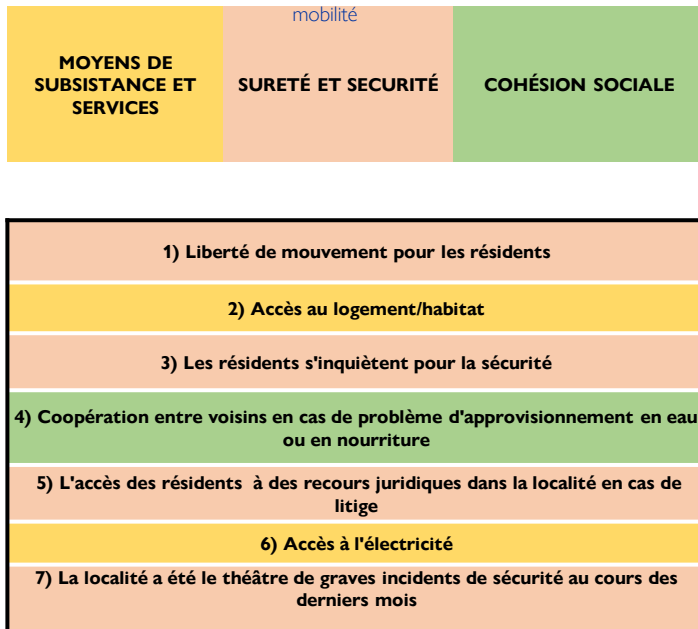 mobilité
MOYENS DE
SUBSISTANCE ET
SERVICES
SURETÉ ET SECURITÉ
COHÉSION SOCIALE
1) Liberté de mouvement pour les résidents
2) Accès au logement/habitat
3) Les résidents s'inquiètent pour la sécurité
4) Coopération entre voisins en cas de problème d'approvisionnement en eau
ou en nourriture
5) L'accès des résidents à des recours juridiques dans la localité en cas de
litige
6) Accès à l'électricité
7) La localité a été le théâtre de graves incidents de sécurité au cours des
derniers mois